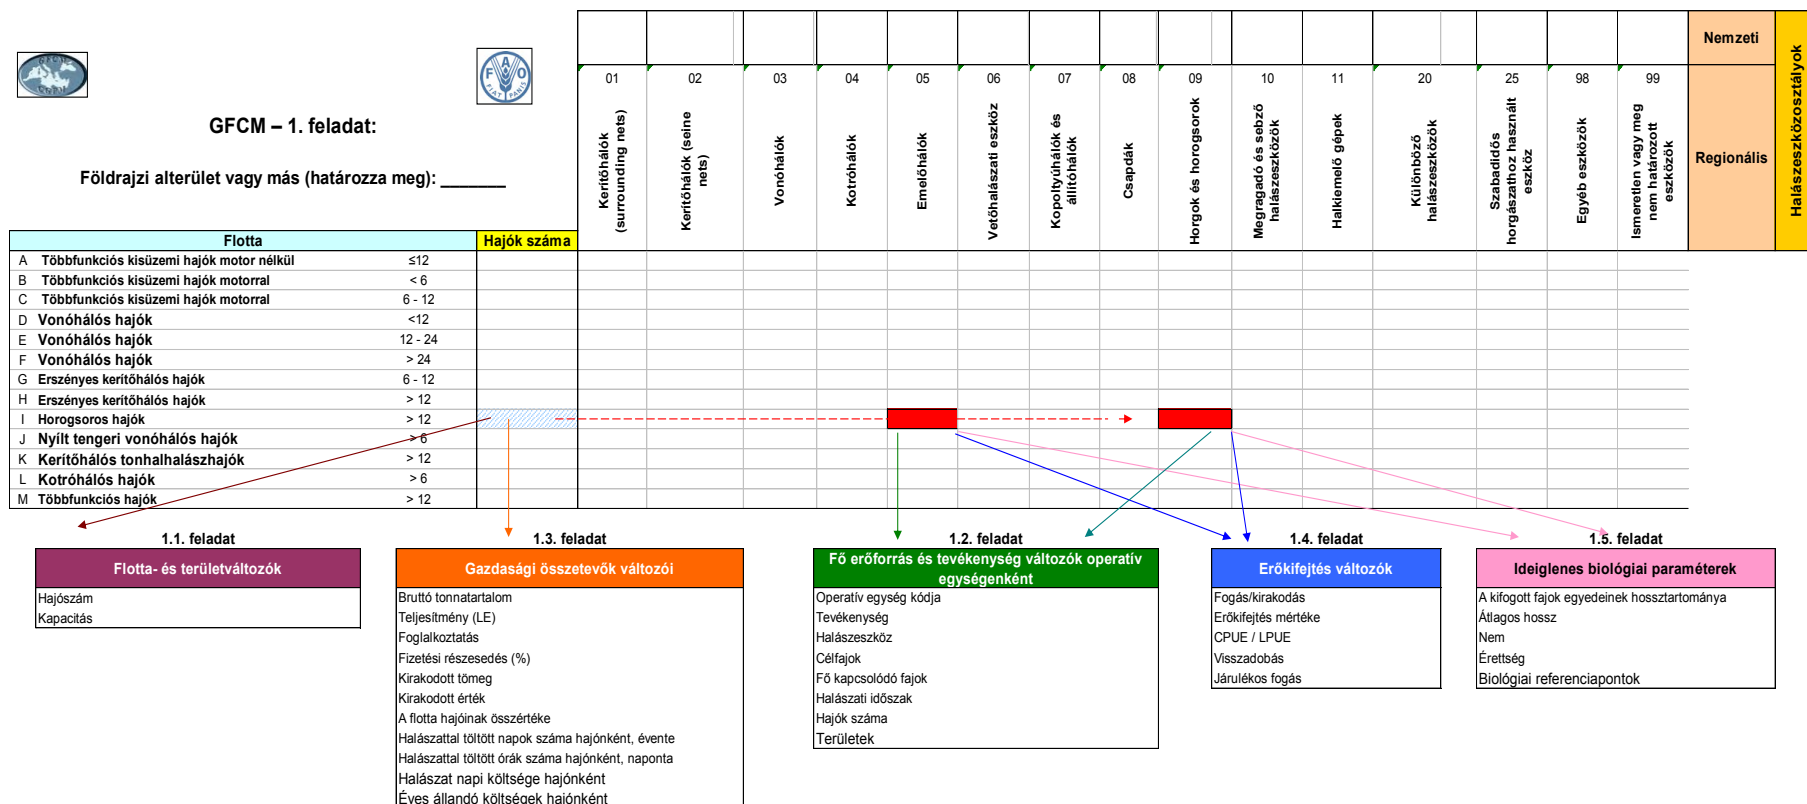 Nemzeti
Halászeszközosztályok
Regionális
01
02
03
04
05
06
07
08
09
10
11
20
25
98
99
Kerítőhálók
(surrounding nets)
Kerítőhálók (seine
nets)
Vonóhálók
Kotróhálók
Emelőhálók
Vetőhalászati eszköz
Kopoltyúhálók és
állítóhálók
Csapdák
Horgok és horogsorok
Megragadó és sebző
halászeszközök
Halkiemelő gépek
Különböző
halászeszközök
Szabadidős
horgászathoz használt
eszköz
Egyéb eszközök
Ismeretlen vagy meg
nem határozott
eszközök
FAO
FIAT PANIS
GFCM – 1. feladat:
Földrajzi alterület vagy más (határozza meg): _______
Flotta Hajók száma
A Többfunkciós kisüzemi hajók motor nélkül ≤12
B Többfunkciós kisüzemi hajók motorral < 6
C Többfunkciós kisüzemi hajók motorral 6 - 12
D Vonóhálós hajók <12
E Vonóhálós hajók 12 - 24
F Vonóhálós hajók > 24
G Erszényes kerítőhálós hajók 6 - 12
H Erszényes kerítőhálós hajók > 12
I Horogsoros hajók > 12
J Nyílt tengeri vonóhálós hajók > 6
K Kerítőhálós tonhalhalászhajók > 12
L Kotróhálós hajók > 6
M Többfunkciós hajók > 12
1.1. feladat
Flotta- és területváltozók
Hajószám
Kapacitás
1.3. feladat
Gazdasági összetevők változói
Bruttó tonnatartalom
Teljesítmény (LE)
Foglalkoztatás
Fizetési részesedés (%)
Kirakodott tömeg
Kirakodott érték
A flotta hajóinak összértéke
Halászattal töltött napok száma hajónként, évente
Halászattal töltött órák száma hajónként, naponta
Halászat napi költsége hajónként
Éves állandó költségek hajónként
1.2. feladat
Fő erőforrás és tevékenység változók operatív
egységenként
Operatív egység kódja
Tevékenység
Halászeszköz
Célfajok
Fő kapcsolódó fajok
Halászati időszak
Hajók száma
Területek
1.4. feladat
Erőkifejtés változók
Fogás/kirakodás
Erőkifejtés mértéke
CPUE / LPUE
Visszadobás
Járulékos fogás
1.5. feladat
Ideiglenes biológiai paraméterek
A kifogott fajok egyedeinek hossztartománya
Átlagos hossz
Nem
Érettség
Biológiai referenciapontok